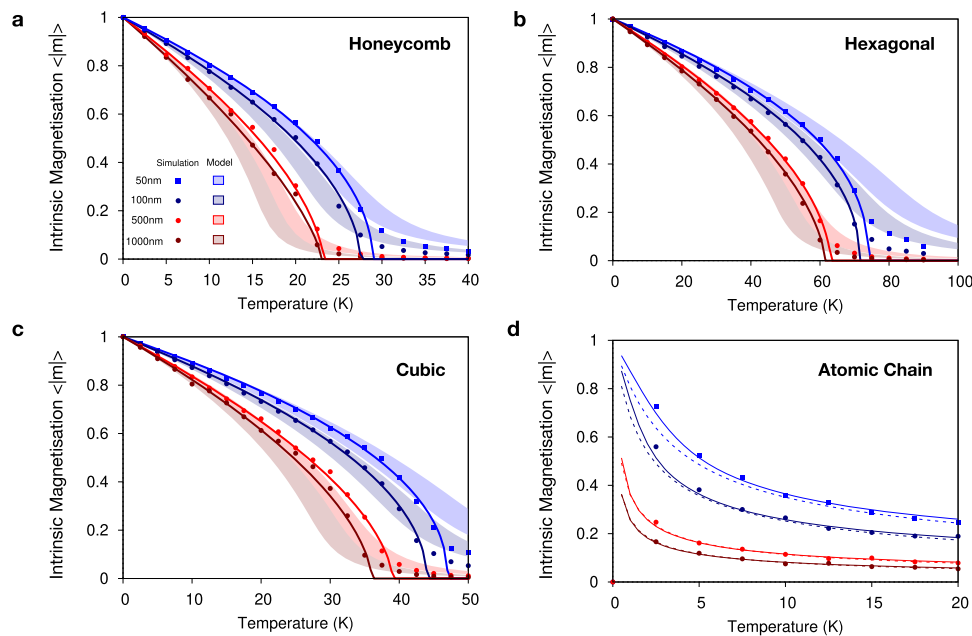 a
Honeycomb
Intrinsic Magnetisation <|m|>
1
0.8
0.6
0.4
0.2
0
Simulation Model
50nm
100nm
500nm
1000nm
0 5 10 15 20 25 30 35 40
Temperature (K)
b
Hexagonal
Intrinsic Magnetisation <|m|>
1
0.8
0.6
0.4
0.2
0
0 20 40 60 80 100
Temperature (K)
c
Cubic
Intrinsic Magnetisation <|m|>
1
0.8
0.6
0.4
0.2
0
0 10 20 30 40 50
Temperature (K)
d
Atomic Chain
Intrinsic Magnetisation <|m|>
1
0.8
0.6
0.4
0.2
0
0 5 10 15 20
Temperature (K)